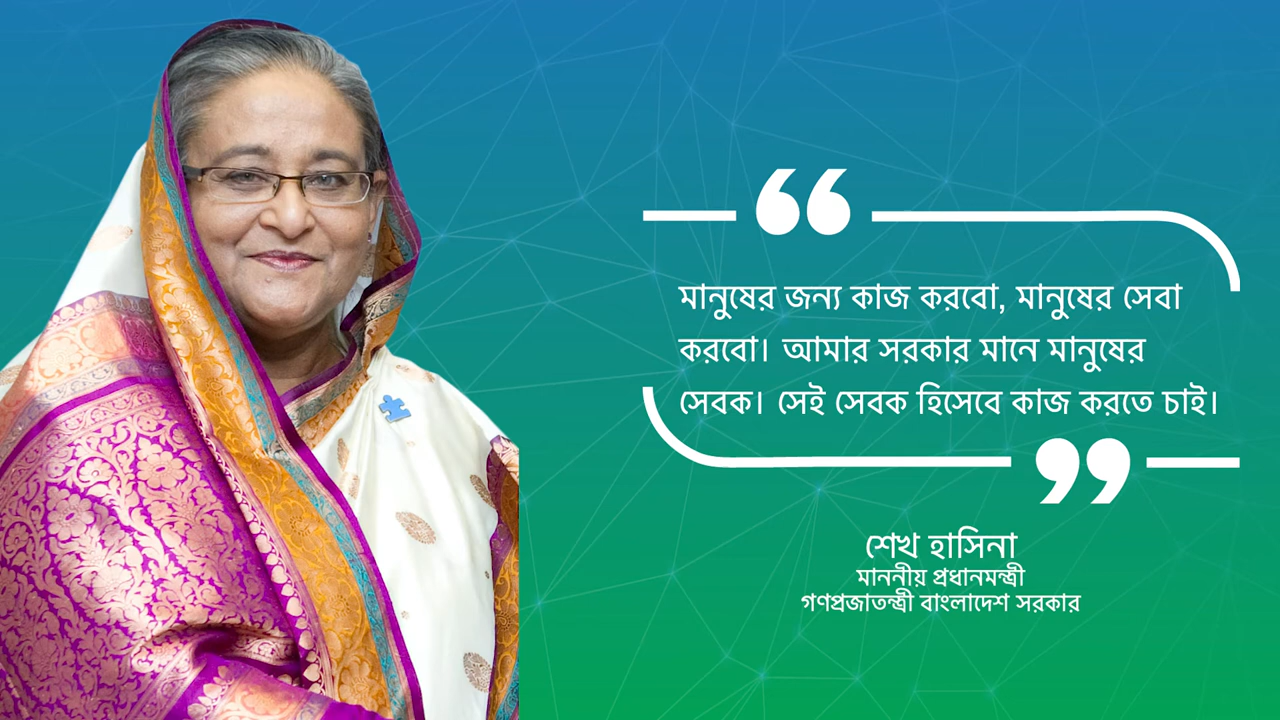 মানুষের জন্য কাজ করবো, মানুষের সেবা
করবো। আমার সরকার মানে মানুষের
সেবক। সেই সেবক হিসেবে কাজ করতে চাই।
শেখ হাসিনা
মাননীয় প্রধানমন্ত্রী
গণপ্রজাতন্ত্রী বাংলাদেশ সরকার